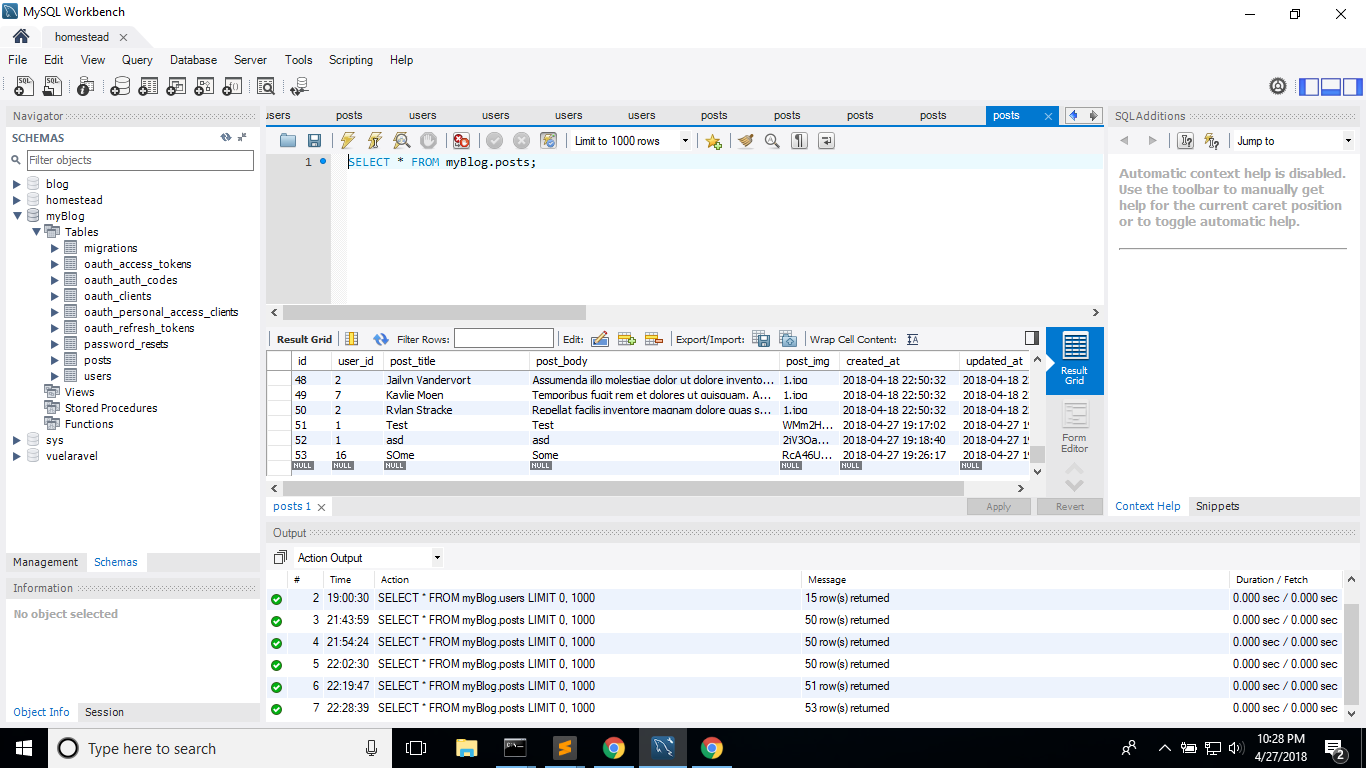 MySQL Workbench
homestead
File Edit View Query Database Server Tools Scripting Help
Navigator
SCHEMAS
Filter objects
blog
homestead
myBlog
Tables
migrations
oauth_access_tokens
oauth_auth_codes
oauth_clients
oauth_personal_access_clients
oauth_refresh_tokens
password_resets
posts
users
Views
Stored Procedures
Functions
sys
vuelaravel
Management Schemas
Information
No object selected
Object Info Session
users posts users users users users posts posts posts posts posts
Limit to 1000 rows
1 SELECT * FROM myBlog.posts;
Result Grid Filter Rows: Edit: Export/Import: Wrap Cell Content:
id user_id post_title post_body post_img created_at updated_at
48 2 Jailyn Vandervort Assumenda illo molestiae dolor ut dolore invento... 1.jpg 2018-04-18 22:50:32 2018-04-18 2
49 7 Kaylie Moen Temporibus fugit rem et dolores ut quisquam. A... 1.jpg 2018-04-18 22:50:32 2018-04-18 2
50 2 Rylan Stracke Repellat facilis inventore magnam dolore quas s... 1.jpg 2018-04-18 22:50:32 2018-04-18 2
51 1 Test Test WMm2H... 2018-04-27 19:17:02 2018-04-27 19
52 1 asd asd 2iV3Oa... 2018-04-27 19:18:40 2018-04-27 19
53 16 SOme Some RcA46U... 2018-04-27 19:26:17 2018-04-27 19
NULL NULL NULL NULL NULL NULL NULL
Result
Grid
Form
Editor
posts 1 Apply Revert
SQLAdditions
Jump to
Automatic context help is disabled.
Use the toolbar to manually get
help for the current caret position
or to toggle automatic help.
Context Help Snippets
Output
Action Output
# Time Action Message Duration / Fetch
2 19:00:30 SELECT * FROM myBlog.users LIMIT 0, 1000 15 row(s) returned 0.000 sec / 0.000 sec
3 21:43:59 SELECT * FROM myBlog.posts LIMIT 0, 1000 50 row(s) returned 0.000 sec / 0.000 sec
4 21:54:24 SELECT * FROM myBlog.posts LIMIT 0, 1000 50 row(s) returned 0.000 sec / 0.000 sec
5 22:02:30 SELECT * FROM myBlog.posts LIMIT 0, 1000 50 row(s) returned 0.000 sec / 0.000 sec
6 22:19:47 SELECT * FROM myBlog.posts LIMIT 0, 1000 51 row(s) returned 0.000 sec / 0.000 sec
7 22:28:39 SELECT * FROM myBlog.posts LIMIT 0, 1000 53 row(s) returned 0.000 sec / 0.000 sec
Type here to search
10:28 PM
4/27/2018
2